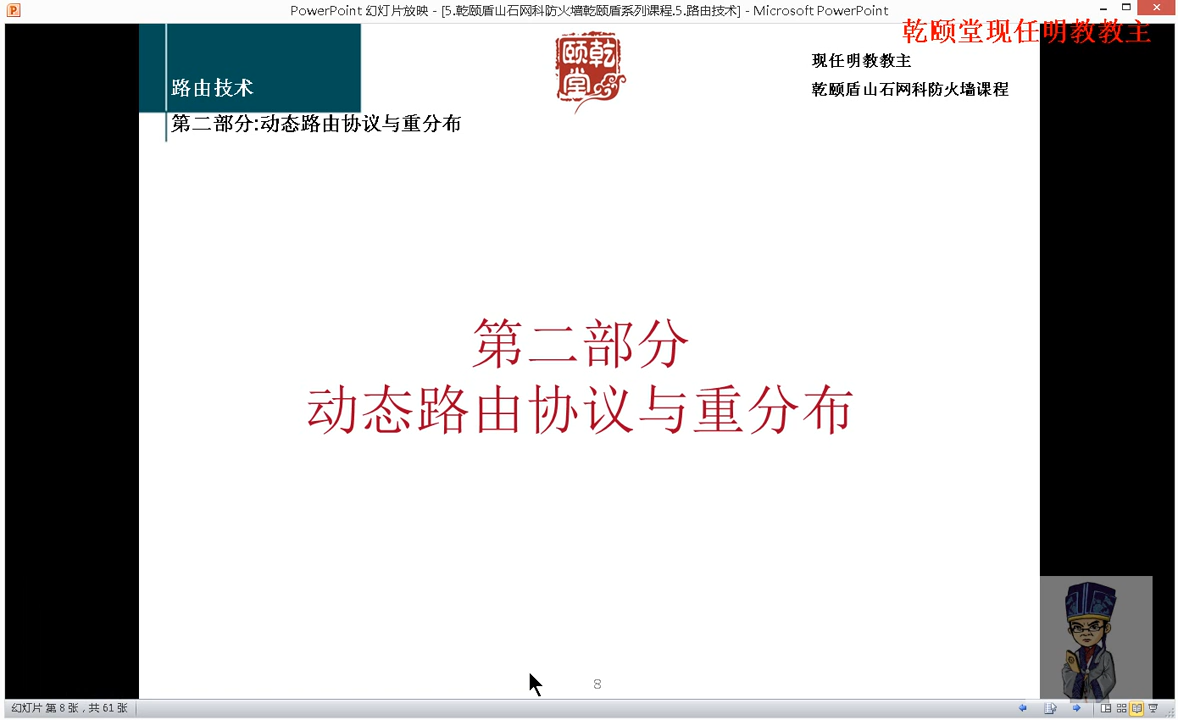 PowerPoint 幻灯片放映 - [5.乾颐盾山石网科防火墙乾颐盾系列课程.5.路由技术] - Microsoft PowerPoint
乾颐堂现任明教教主
现任明教教主
乾颐盾山石网科防火墙课程
乾颐堂
路由技术
第二部分:动态路由协议与重分布
第二部分
动态路由协议与重分布
8
幻灯片 第 8 张，共 61 张